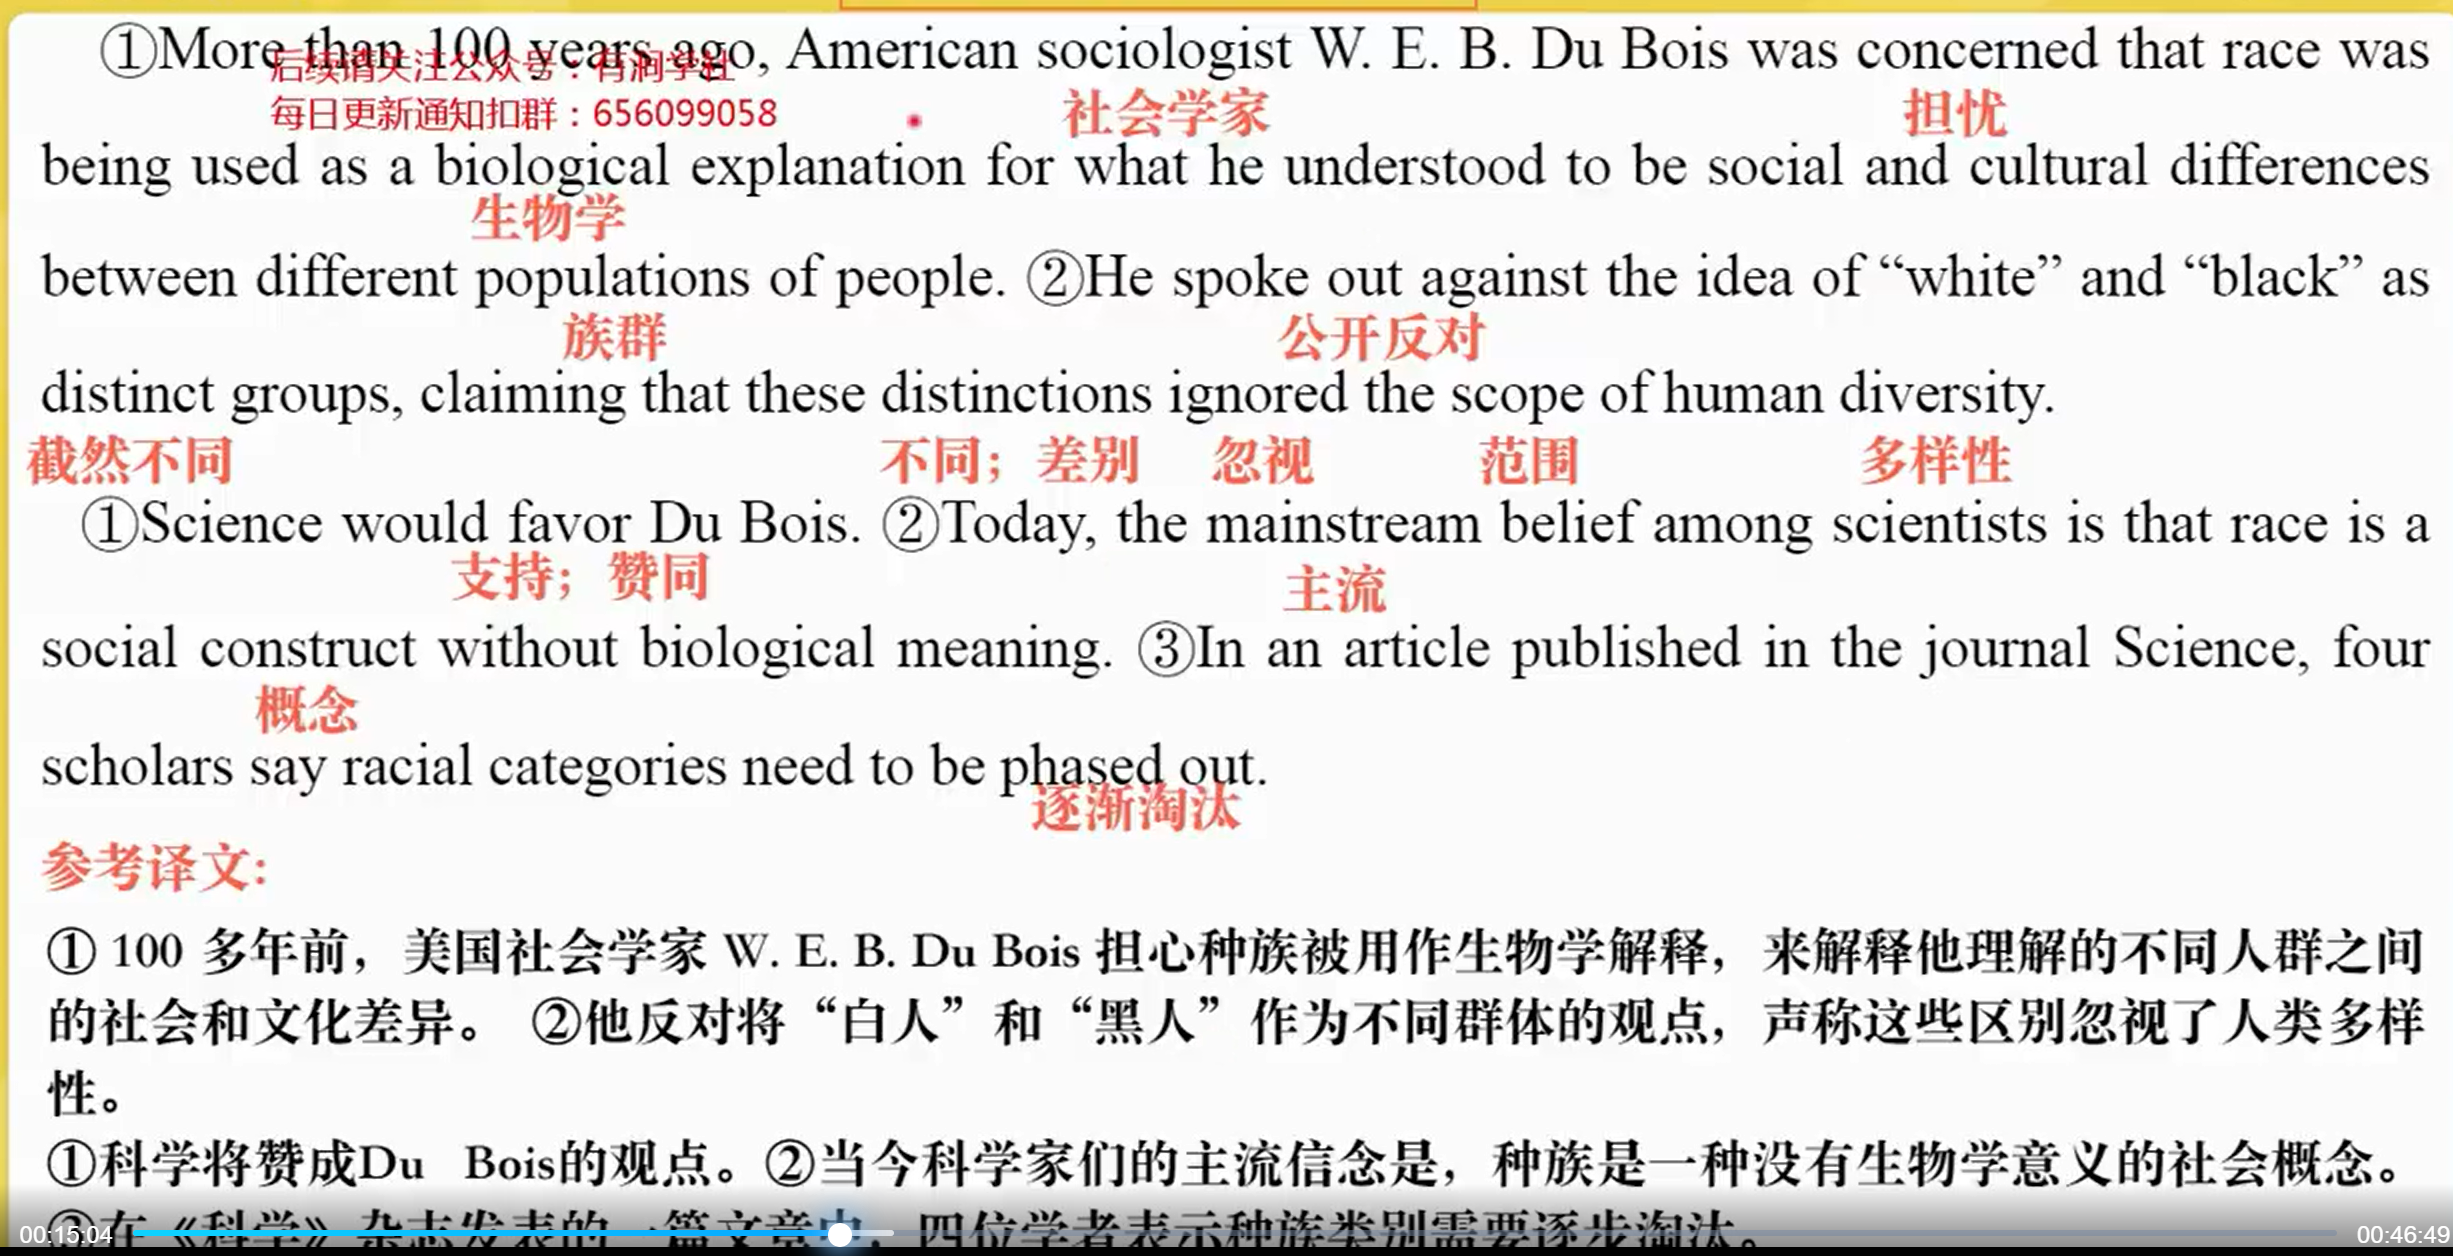 ①More than 100 years ago, American sociologist W. E. B. Du Bois was concerned that race was
后续请关注公众号：有洞学社
每日更新通知扣群：656099058
社会学家 担忧
being used as a biological explanation for what he understood to be social and cultural differences
生物学
between different populations of people. ②He spoke out against the idea of “white” and “black” as
族群 公开反对
distinct groups, claiming that these distinctions ignored the scope of human diversity.
截然不同 不同；差别 忽视 范围 多样性
①Science would favor Du Bois. ②Today, the mainstream belief among scientists is that race is a
支持；赞同 主流
social construct without biological meaning. ③In an article published in the journal Science, four
概念
scholars say racial categories need to be phased out.
逐渐淘汰
参考译文:
① 100 多年前，美国社会学家 W. E. B. Du Bois 担心种族被用作生物学解释，来解释他理解的不同人群之间
的社会和文化差异。 ②他反对将“白人”和“黑人”作为不同群体的观点，声称这些区别忽视了人类多样
性。
①科学将赞成Du Bois的观点。②当今科学家们的主流信念是，种族是一种没有生物学意义的社会概念。
③在《科学》杂志发表的一篇文章中，四位学者表示种族类别需要逐步淘汰。
00:15:04 00:46:49